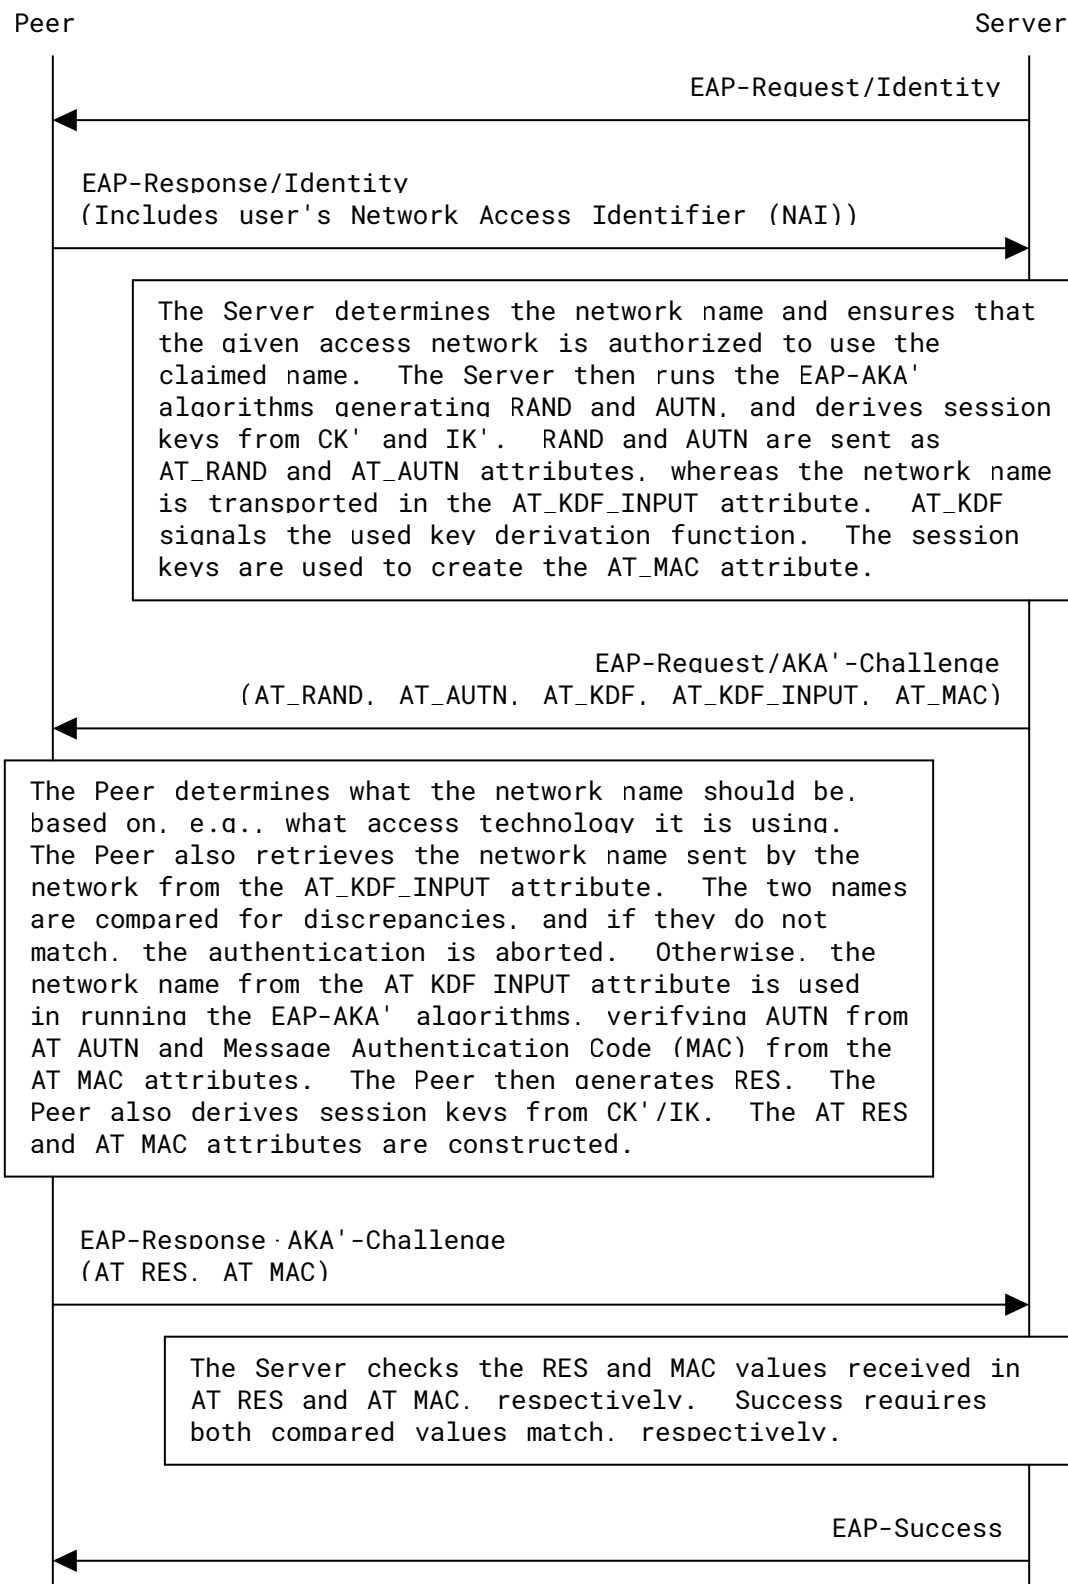 Peer
Server
EAP-Request/Identity
EAP-Response/Identity
(Includes user's Network Access Identifier (NAI))
The Server determines the network name and ensures that
the given access network is authorized to use the
claimed name. The Server then runs the EAP-AKA'
algorithms generating RAND and AUTN, and derives session
keys from CK' and IK'. RAND and AUTN are sent as
AT_RAND and AT_AUTN attributes, whereas the network name
is transported in the AT_KDF_INPUT attribute. AT_KDF
signals the used key derivation function. The session
keys are used to create the AT_MAC attribute.
EAP-Request/AKA'-Challenge
(AT_RAND, AT_AUTN, AT_KDF, AT_KDF_INPUT, AT_MAC)
The Peer determines what the network name should be,
based on, e.g., what access technology it is using.
The Peer also retrieves the network name sent by the
network from the AT_KDF_INPUT attribute. The two names
are compared for discrepancies, and if they do not
match, the authentication is aborted. Otherwise, the
network name from the AT KDF INPUT attribute is used
in running the EAP-AKA' algorithms, verifying AUTN from
AT AUTN and Message Authentication Code (MAC) from the
AT MAC attributes. The Peer then generates RES. The
Peer also derives session keys from CK'/IK. The AT RES
and AT MAC attributes are constructed.
EAP-Response · AKA'-Challenge
(AT RES, AT MAC)
The Server checks the RES and MAC values received in
AT RES and AT MAC, respectively. Success requires
both compared values match, respectively.
EAP-Success